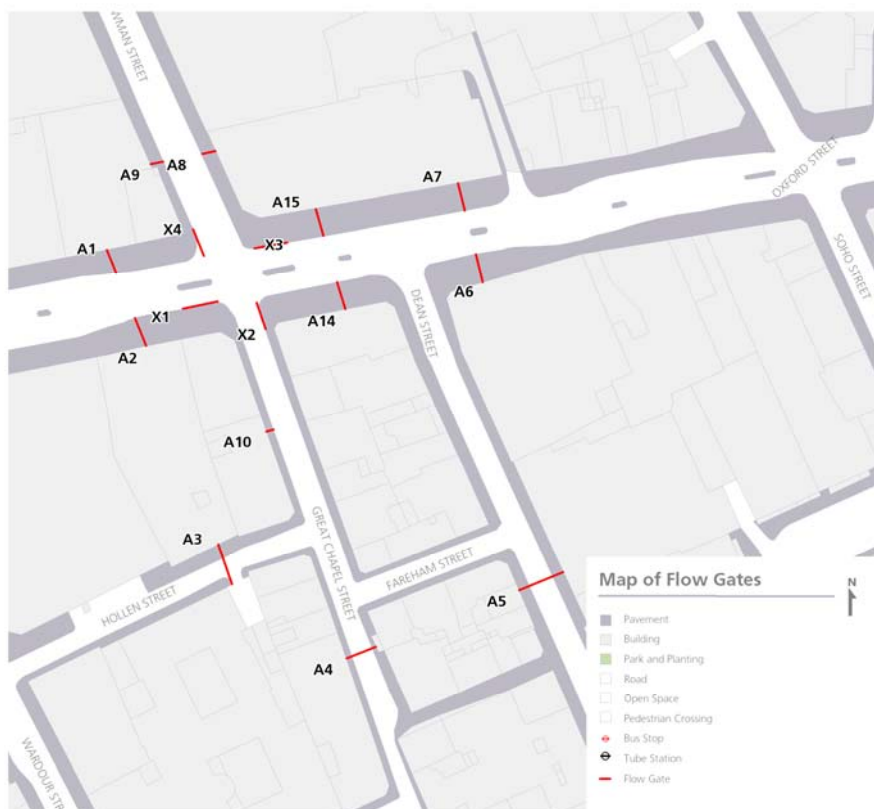 WMAN STREET
A9
A8
A7
A15
OXFORD STREET
X4
A1
X3
SOHO STREET
A6
X1
A14
DEAN STREET
X2
A2
A10
A3
GREAT CHAPEL STREET
FAREHAM STREET
HOLLEN STREET
A5
A4
WARDOUR STR
Map of Flow Gates
N
Pavement
Building
Park and Planting
Road
Open Space
Pedestrian Crossing
Bus Stop
Tube Station
Flow Gate